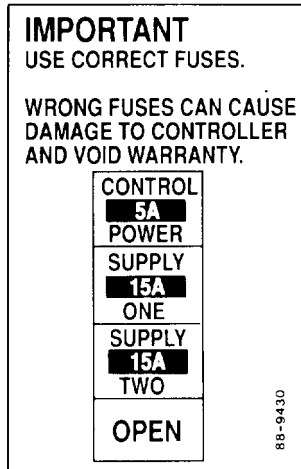 IMPORTANT
USE CORRECT FUSES.
WRONG FUSES CAN CAUSE
DAMAGE TO CONTROLLER
AND VOID WARRANTY.
CONTROL
5A
POWER
SUPPLY
15A
ONE
SUPPLY
15A
TWO
OPEN
88-9430